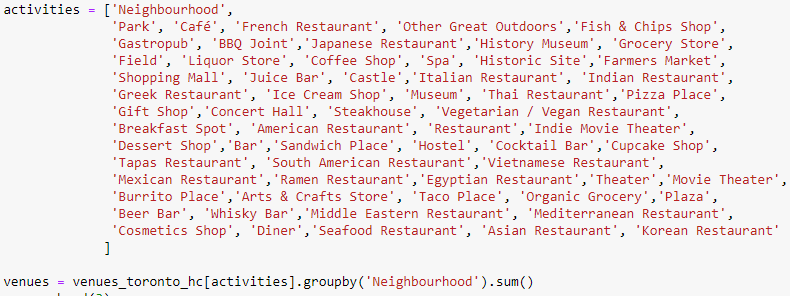 activities = ['Neighbourhood',
'Park', 'Café', 'French Restaurant', 'Other Great Outdoors','Fish & Chips Shop',
'Gastropub', 'BBQ Joint','Japanese Restaurant','History Museum', 'Grocery Store',
'Field', 'Liquor Store', 'Coffee Shop', 'Spa', 'Historic Site','Farmers Market',
'Shopping Mall', 'Juice Bar', 'Castle','Italian Restaurant', 'Indian Restaurant',
'Greek Restaurant', 'Ice Cream Shop', 'Museum', 'Thai Restaurant','Pizza Place',
'Gift Shop','Concert Hall', 'Steakhouse', 'Vegetarian / Vegan Restaurant',
'Breakfast Spot', 'American Restaurant', 'Restaurant','Indie Movie Theater',
'Dessert Shop','Bar','Sandwich Place', 'Hostel', 'Cocktail Bar','Cupcake Shop',
'Tapas Restaurant', 'South American Restaurant','Vietnamese Restaurant',
'Mexican Restaurant','Ramen Restaurant','Egyptian Restaurant','Theater','Movie Theater',
'Burrito Place','Arts & Crafts Store', 'Taco Place', 'Organic Grocery','Plaza',
'Beer Bar', 'Whisky Bar','Middle Eastern Restaurant', 'Mediterranean Restaurant',
'Cosmetics Shop', 'Diner','Seafood Restaurant', 'Asian Restaurant', 'Korean Restaurant'
]
venues = venues_toronto_hc[activities].groupby('Neighbourhood').sum()